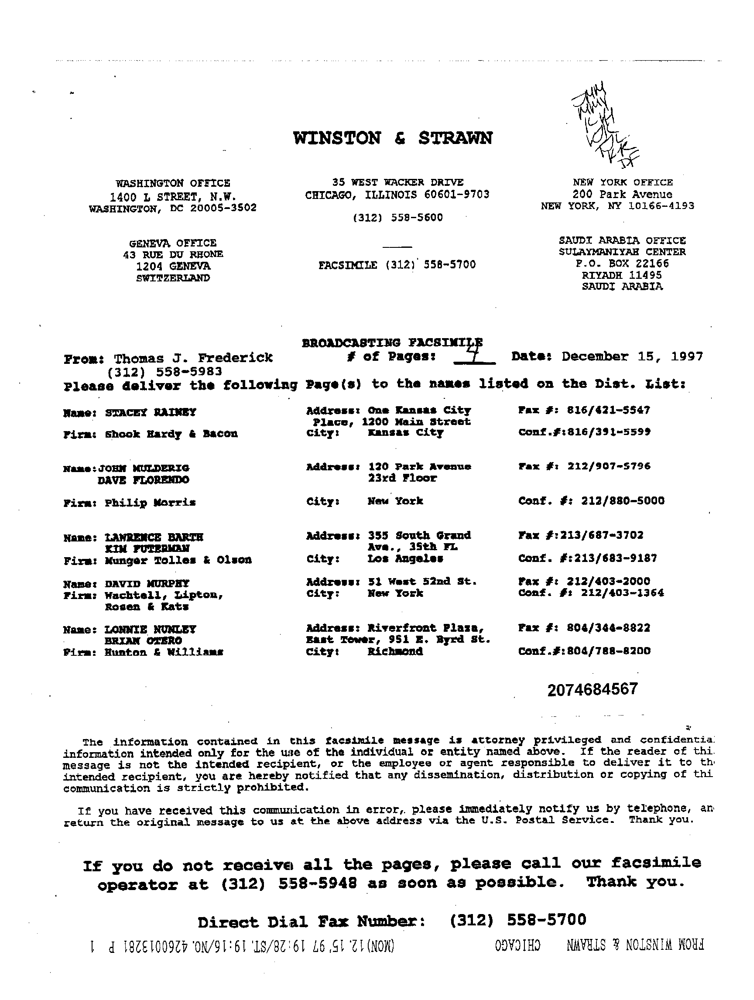 WINSTON & STRAWN
WASHINGTON OFFICE
1400 L STREET, N.W.
WASHINGTON, DC 20005-3502
35 WEST WACKER DRIVE
CHICAGO, ILLINOIS 60601-9703
(312) 558-5600
NEW YORK OFFICE
200 Park Avenue
NEW YORK, NY 10166-4193
GENEVA OFFICE
43 RUE DU RHONE
1204 GENEVA
SWITZERLAND
FACSIMILE (312) 558-5700
SAUDI ARABIA OFFICE
SULAYMANIYAH CENTER
P.O. BOX 22166
RIYADH 11495
SAUDI ARABIA
BROADCASTING FACSIMILE
From: Thomas J. Frederick # of Pages: Date: December 15, 1997
(312) 558-5983
Please deliver the following Page(s) to the names listed on the Dist. List:
Name: STACEY RAINEY Address: One Kansas City Fax #: 816/421-5547
Place, 1200 Main Street
Firm: Shook Hardy & Bacon City: Kansas City Conf.#:816/391-5599
Name:JOHN MULDERIG Address: 120 Park Avenue Fax #: 212/907-5796
DAVE FLORENDO 23rd Floor
Firm: Philip Morris City: New York Conf. #: 212/880-5000
Name: LAWRENCE BARTH Address: 355 South Grand Fax #:213/687-3702
KIM FUTERMAN Ave., 35th FL
Firm: Munger Tolles & Olson City: Los Angeles Conf. #:213/683-9187
Name: DAVID MURPHY Address: 51 West 52nd St. Fax #: 212/403-2000
Firm: Wachtell, Lipton, City: New York Conf. #: 212/403-1364
Rosen & Kats
Name: LONNIE NUNLEY Address: Riverfront Plaza, Fax #: 804/344-8822
BRIAN OTERO East Tower, 951 E. Byrd St.
Firm: Hunton & Williams City: Richmond Conf.#:804/788-8200
2074684567
The information contained in this facsimile message is attorney privileged and confidentia
information intended only for the use of the individual or entity named above. If the reader of thi
message is not the intended recipient, or the employee or agent responsible to deliver it to th
intended recipient, you are hereby notified that any dissemination, distribution or copying of thi
communication is strictly prohibited.
If you have received this communication in error, please immediately notify us by telephone, an
return the original message to us at the above address via the U.S. Postal Service. Thank you.
If you do not receive all the pages, please call our facsimile
operator at (312) 558-5948 as soon as possible. Thank you.
Direct Dial Fax Number: (312) 558-5700
FROM WINSTON & STRAWN CHICAGO (MON)12. 15' 97 19:28/ST. 19:16/NO. 4260013281 P 1